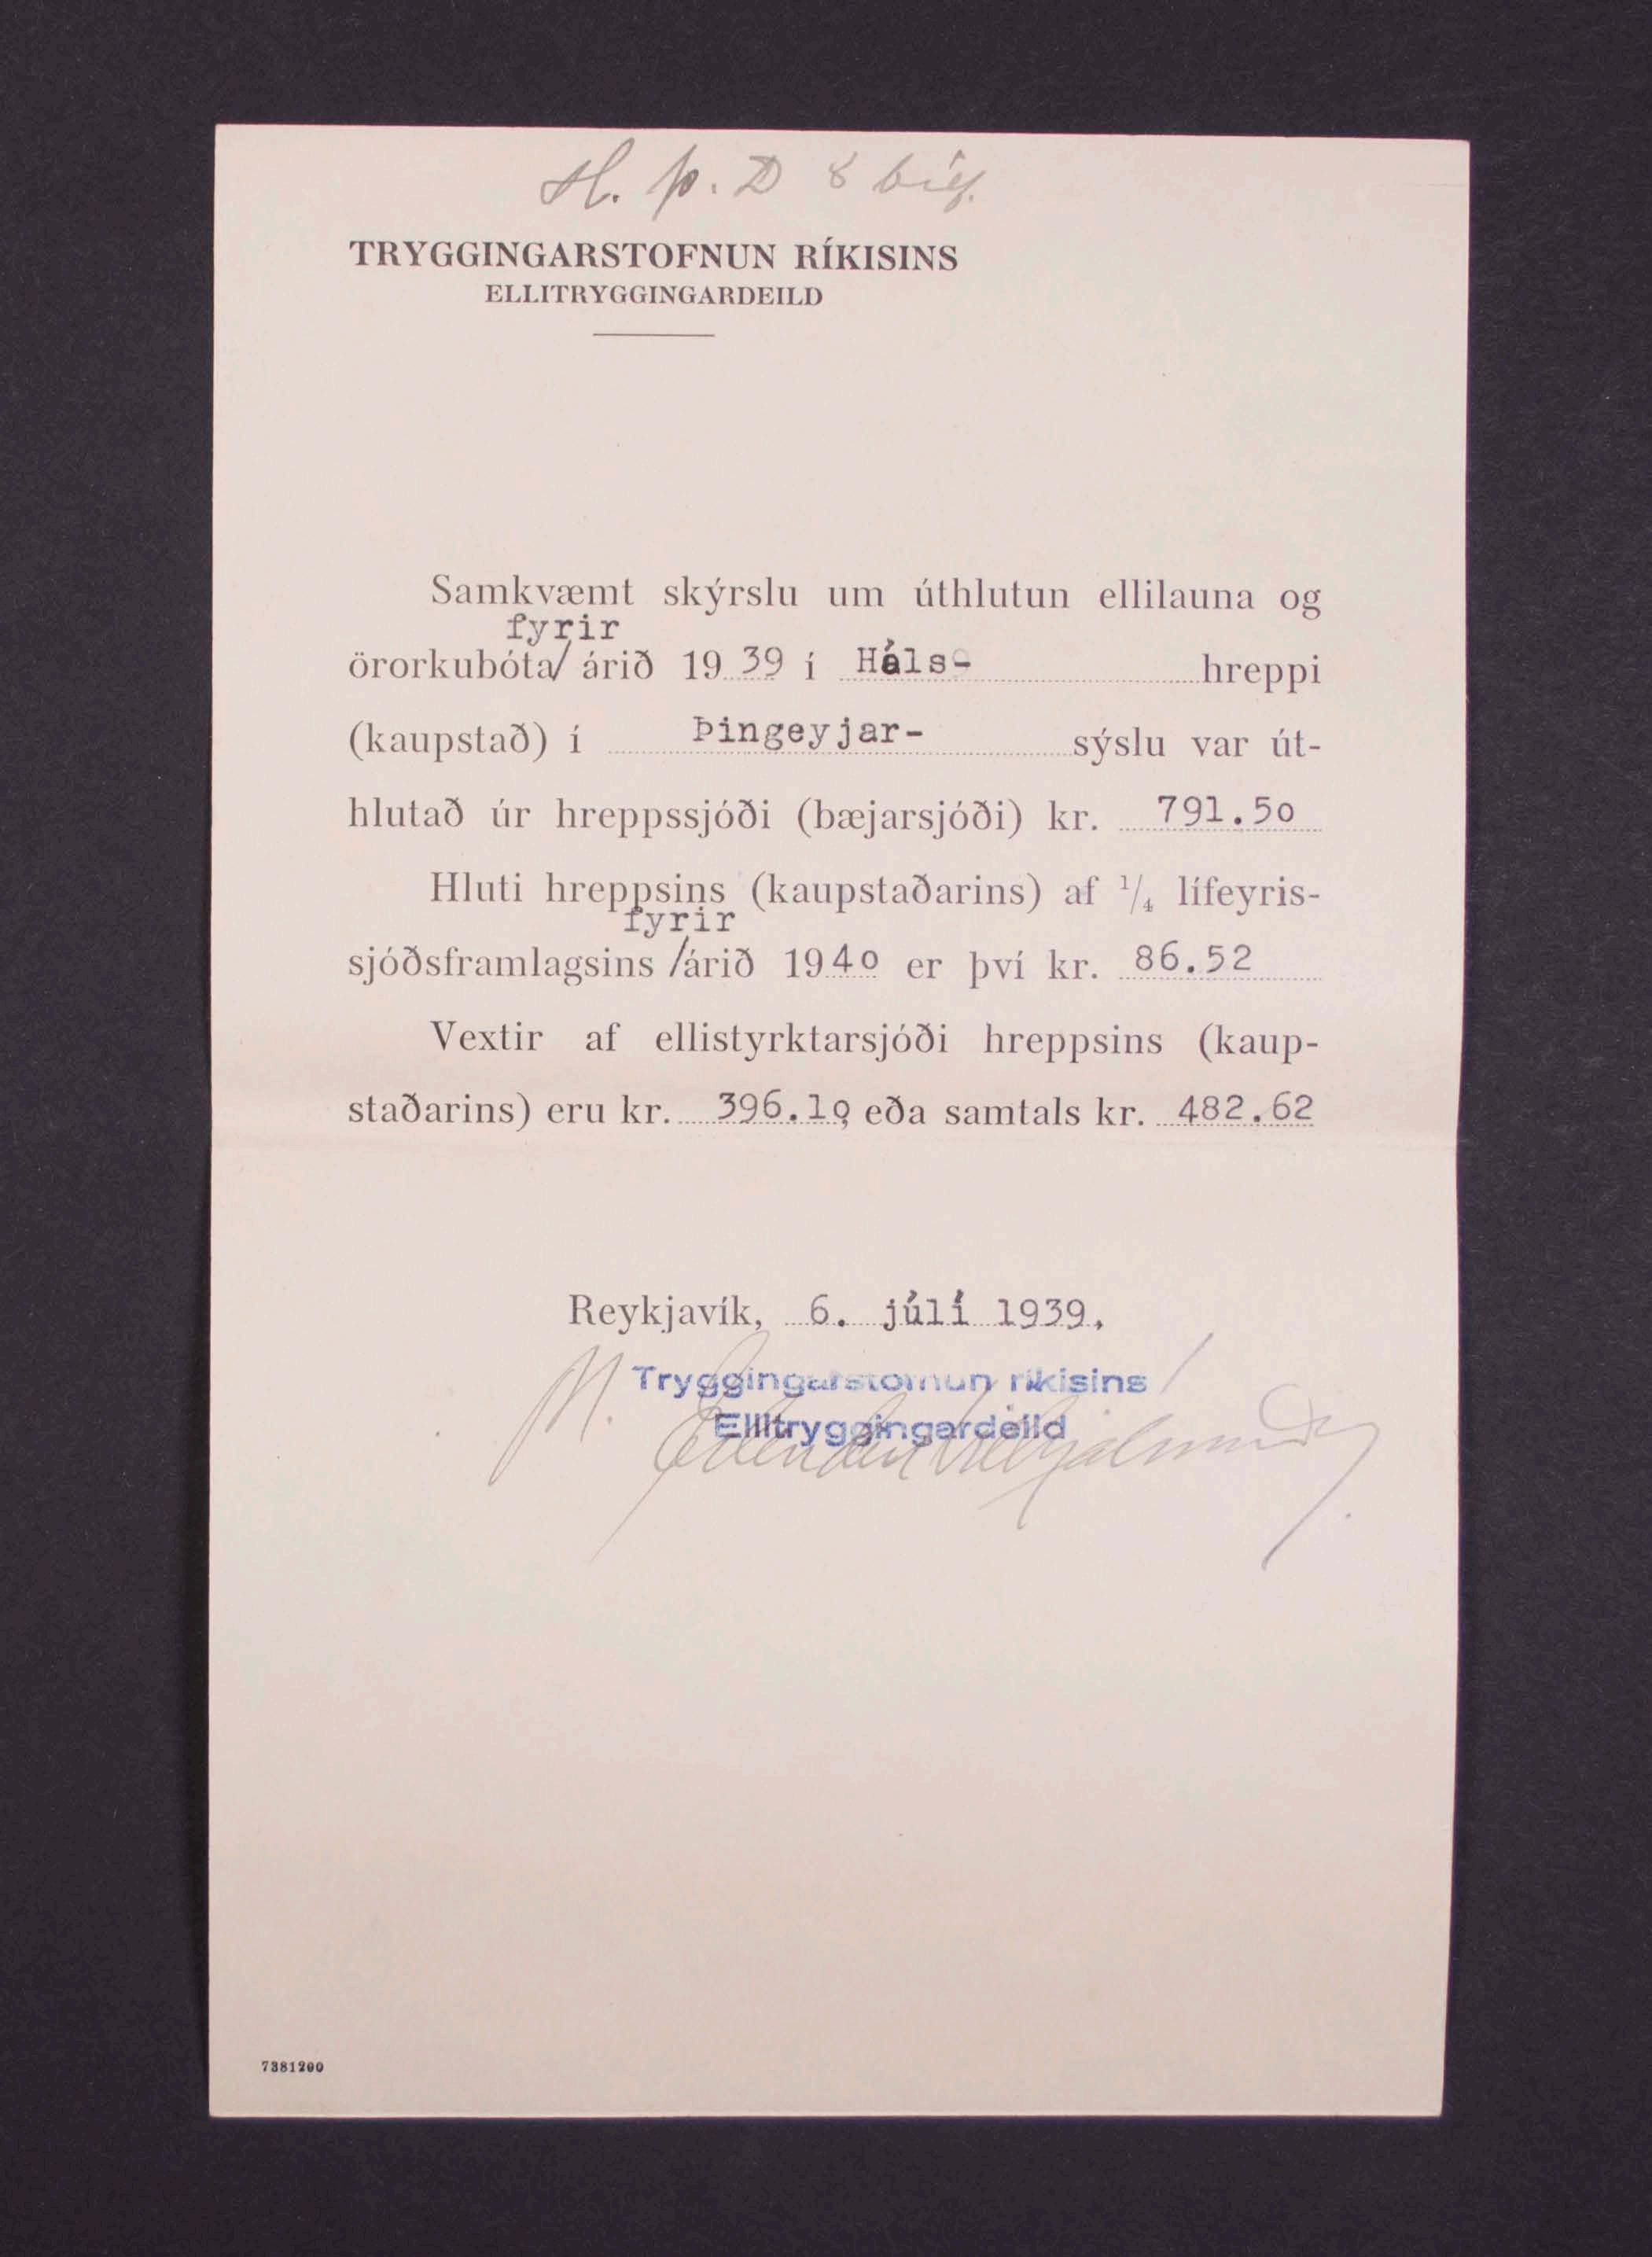 H. þ. D 8 bréf.
TRYGGINGARSTOFNUN RÍKISINS
ELLITRYGGINGARDEILD
Samkvæmt skýrslu um úthlutun ellilauna og
fyrir
örorkubóta/ árið 19 39 í Háls- hreppi
(kaupstað) í Þingeyjar- sýslu var út-
hlutað úr hreppssjóði (bæjarsjóði) kr. 791.5o
Hluti hreppsins (kaupstaðarins) af 1/4 lífeyris-
fyrir
sjóðsframlagsins /árið 194o er því kr. 86.52
Vextir af ellistyrktarsjóði hreppsins (kaup-
staðarins) eru kr. 396.1o, eða samtals kr. 482.62
Reykjavík, 6. júlí 1939.
Tryggingarstofnun ríkisins
Ellitryggingardeild
7381200